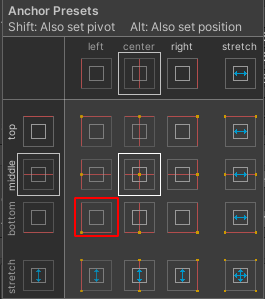 Anchor Presets
Shift: Also set pivot Alt: Also set position
left center right stretch
top
middle
bottom
stretch